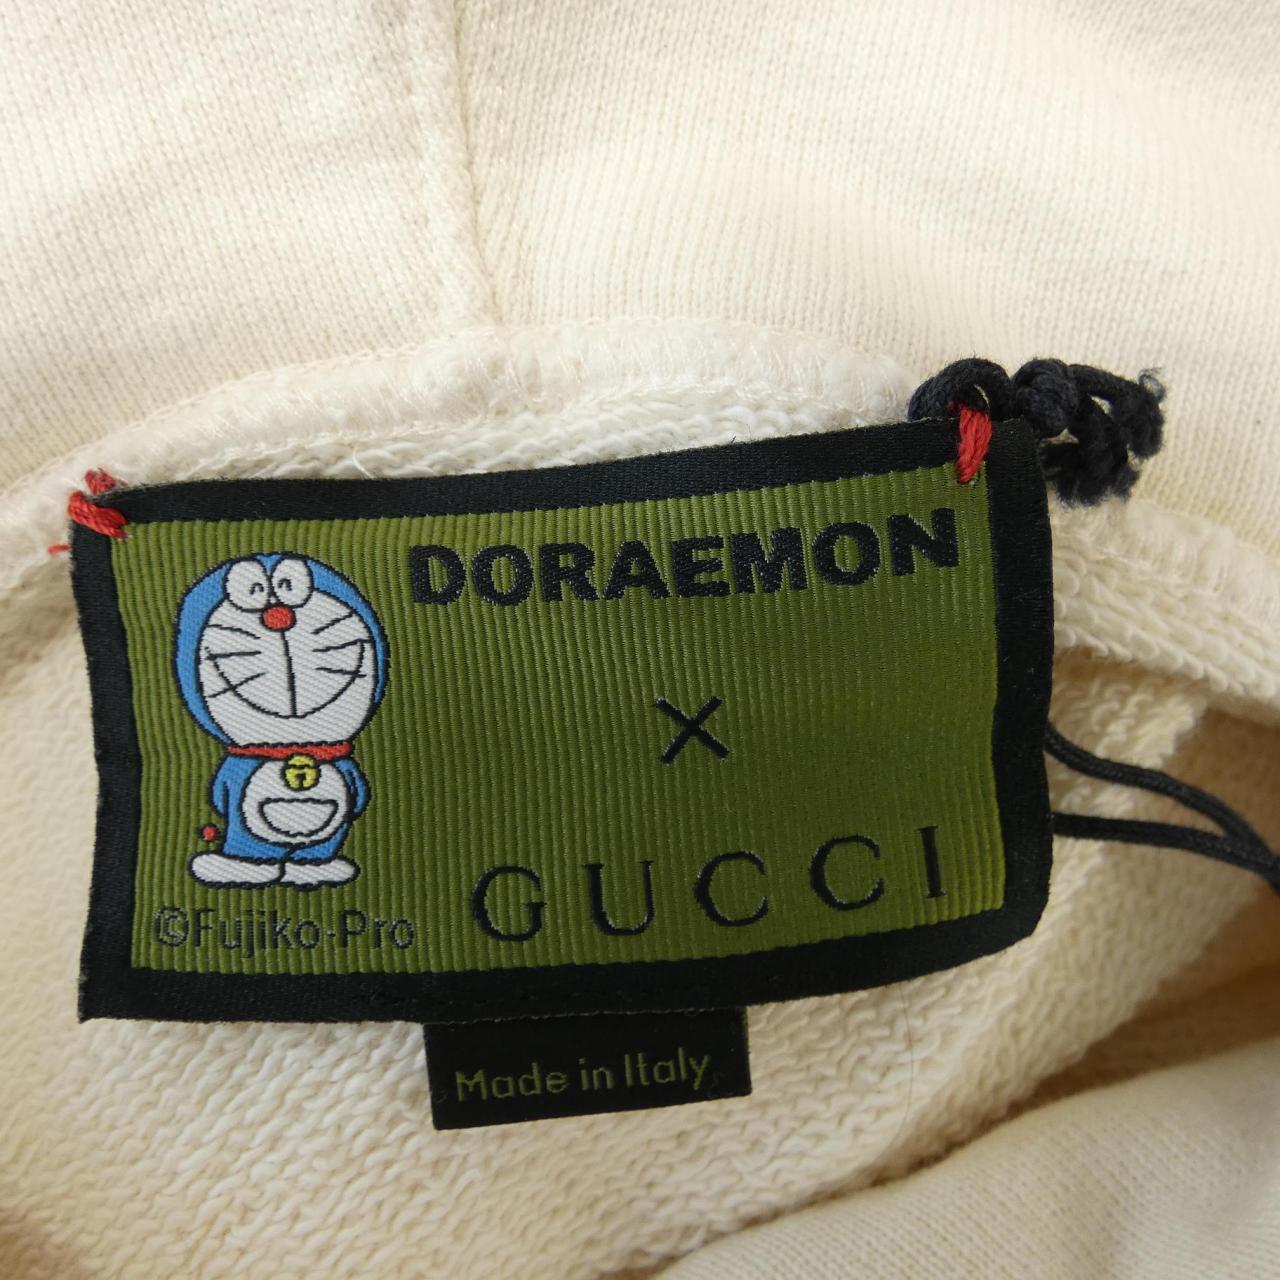 DORAEMON
×
GUCCI
©Fujiko-Pro
Made in Italy